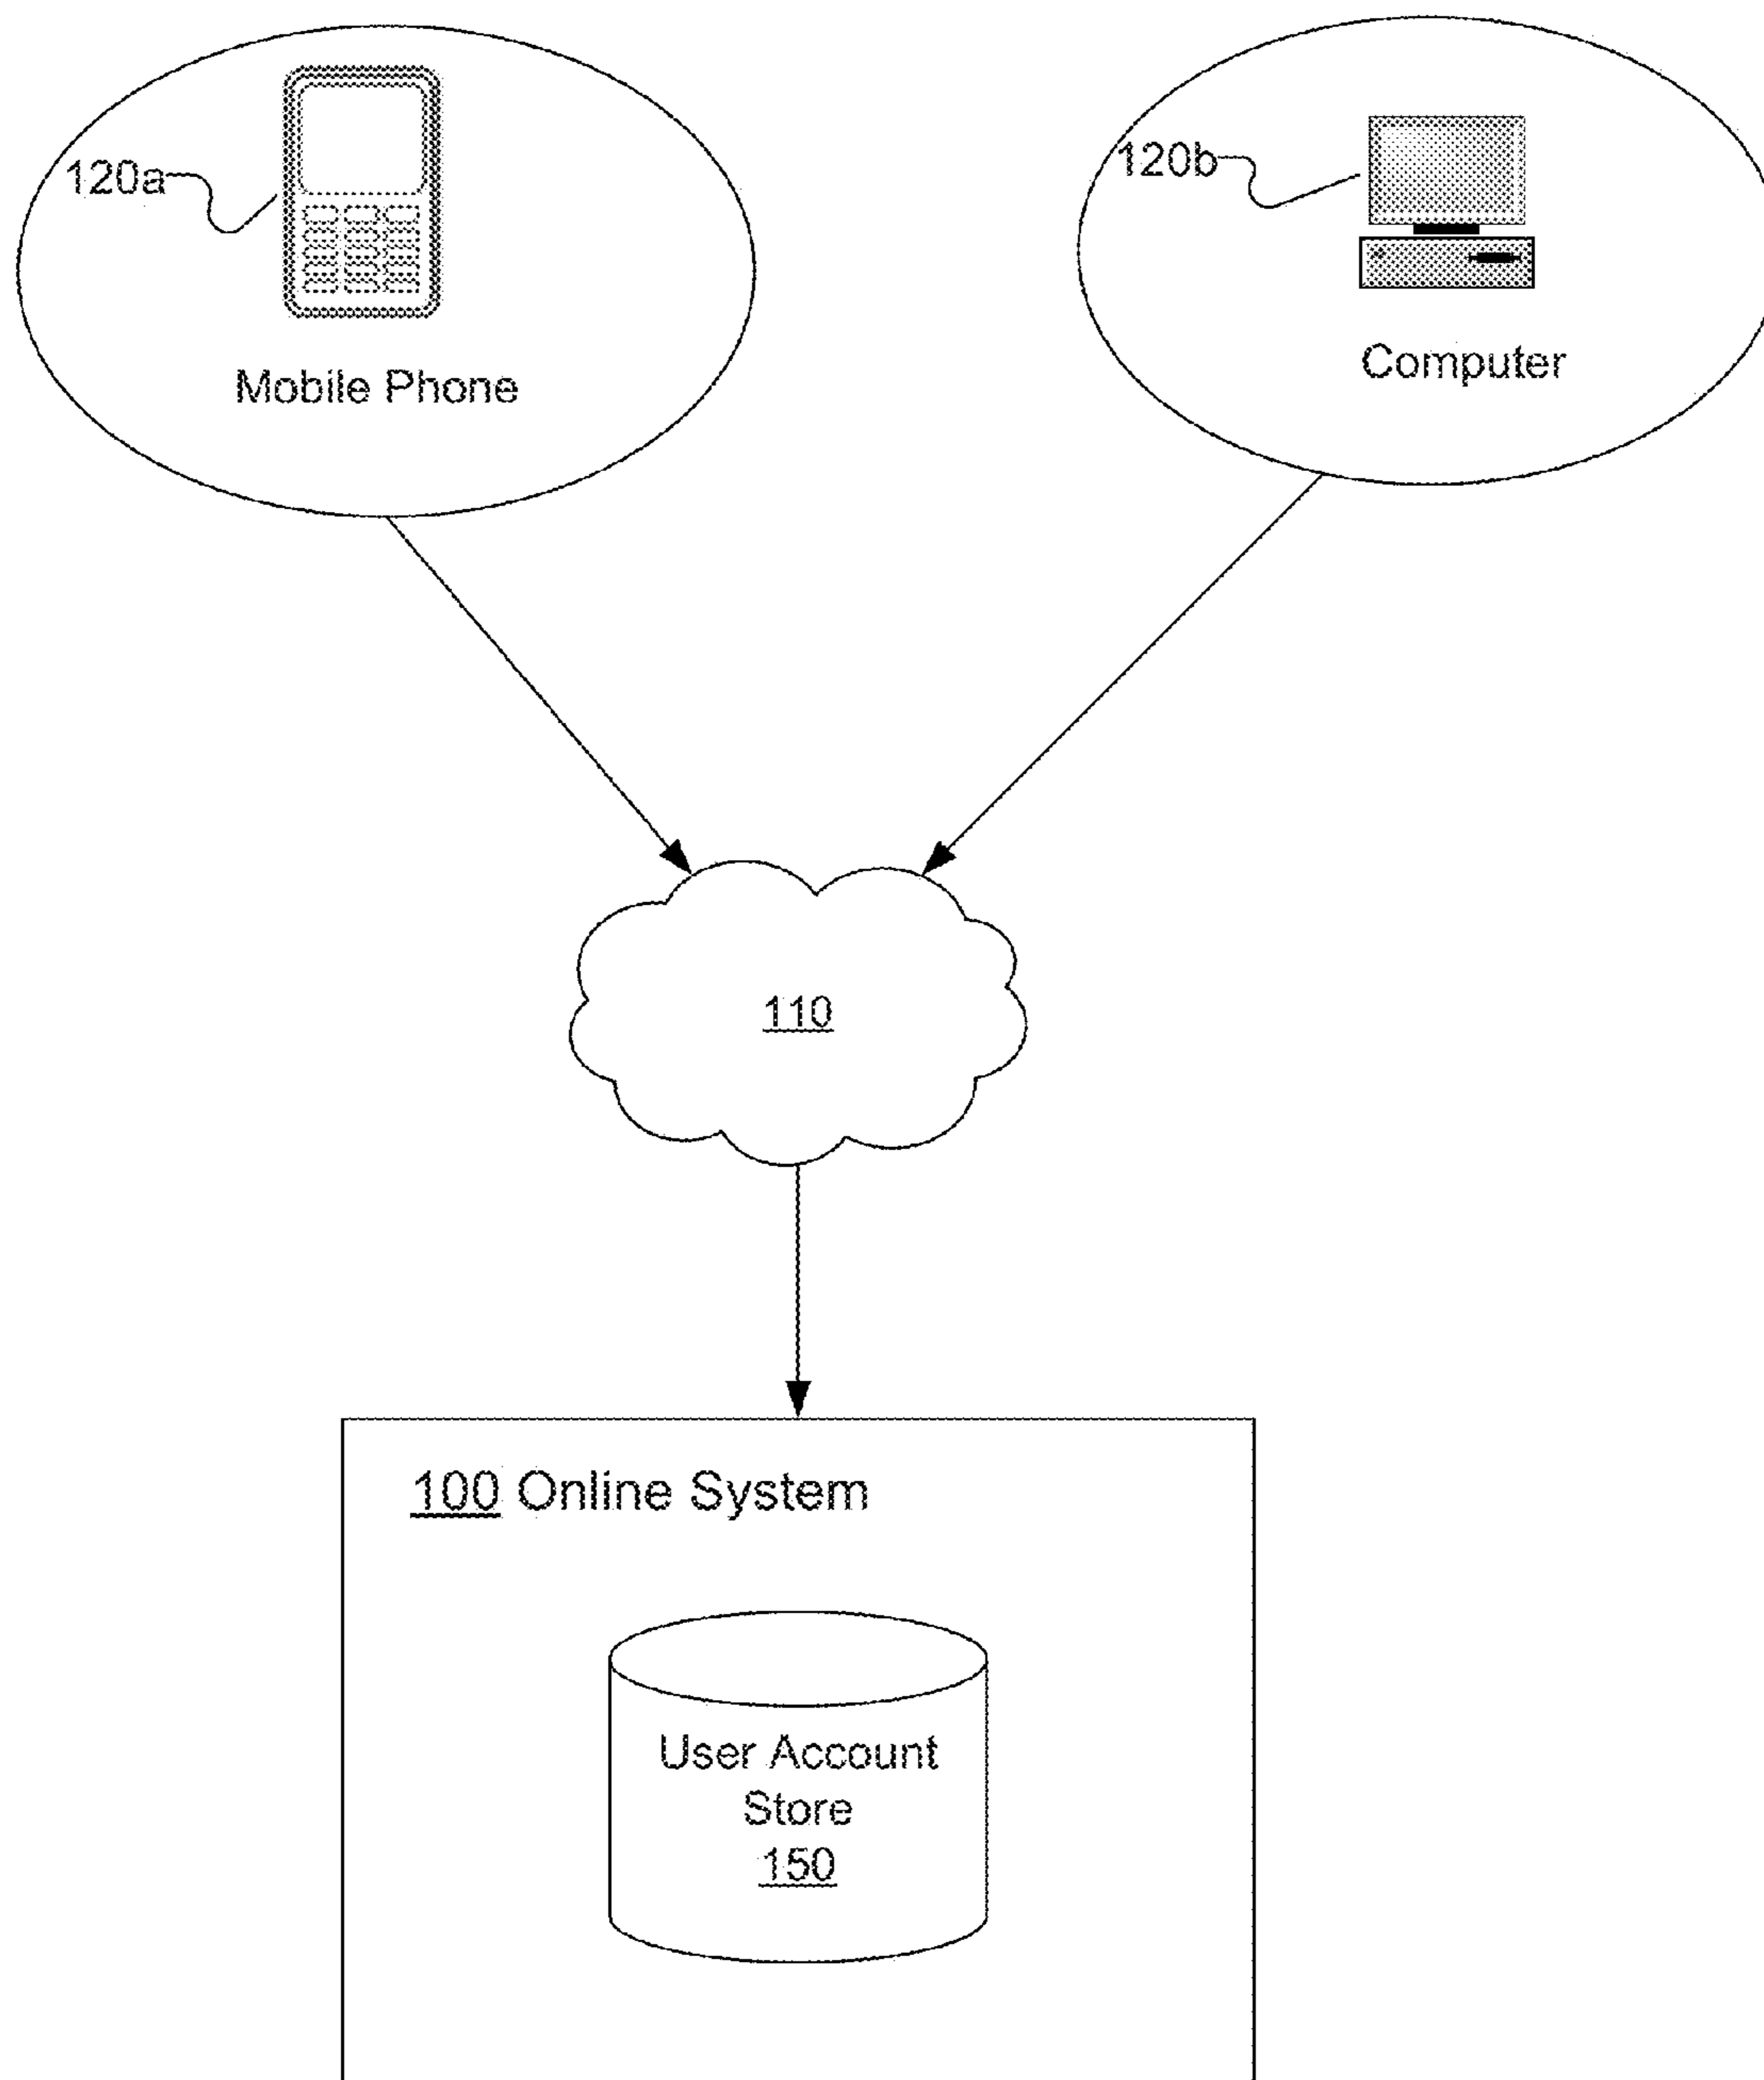 120a
Mobile Phone
120b
Computer
110
100 Online System
User Account
Store
150